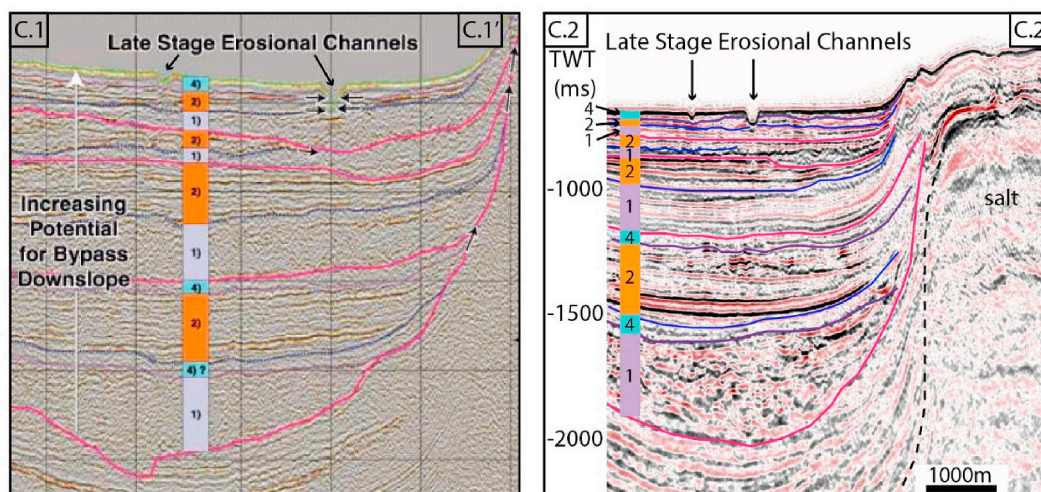 C.1
C.1'
Late Stage Erosional Channels
4)
2)
1)
2)
1)
2)
1)
4)
2)
4) ?
1)
Increasing
Potential
for Bypass
Downslope
C.2
C.2
TWT
(ms)
Late Stage Erosional Channels
4
2
1
2
1
2
-1000
1
salt
4
2
-1500
4
1
-2000
1000m